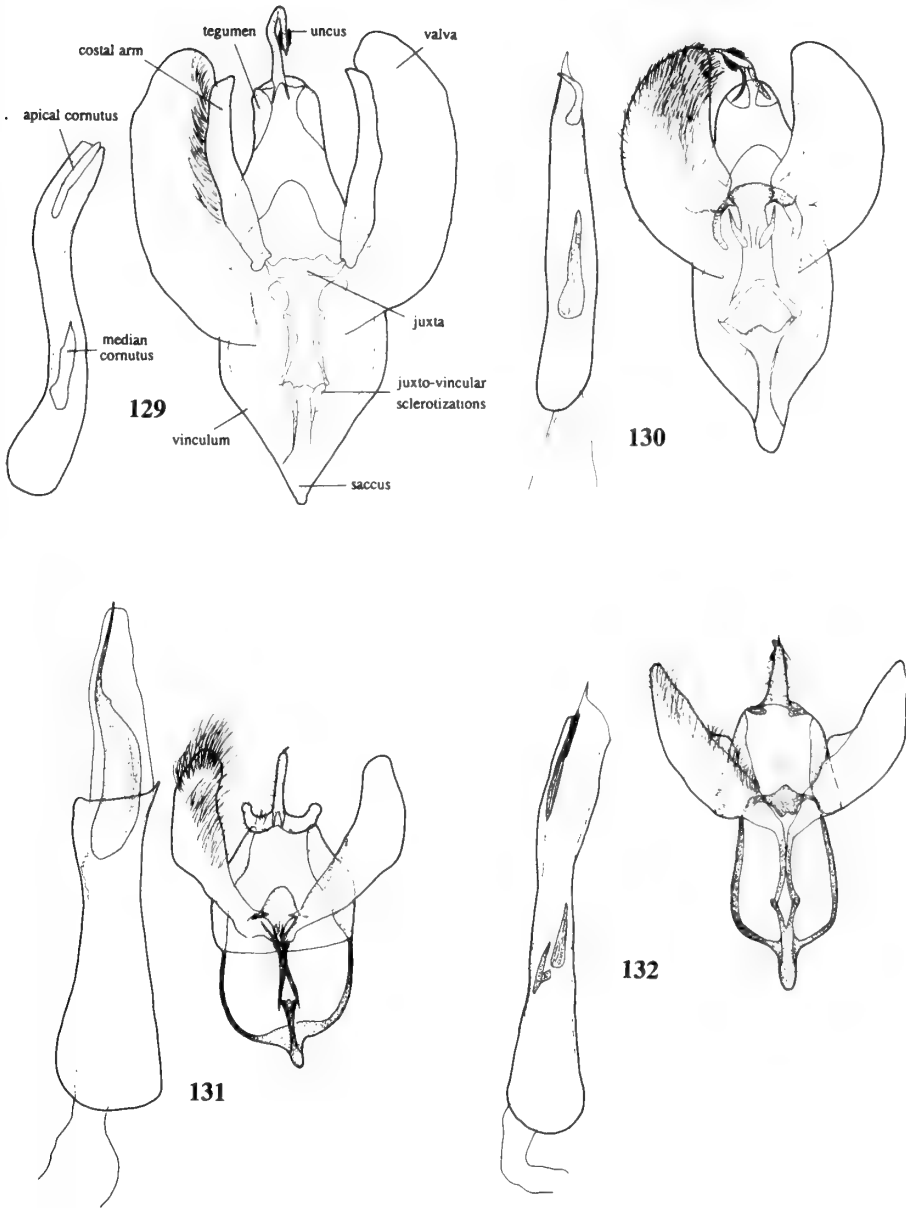 tegumen
uncus
costal arm
valva
apical cornutus
juxta
median
cornutus
129
juxto-vincular
sclerotizations
vinculum
130
saccus
132
131